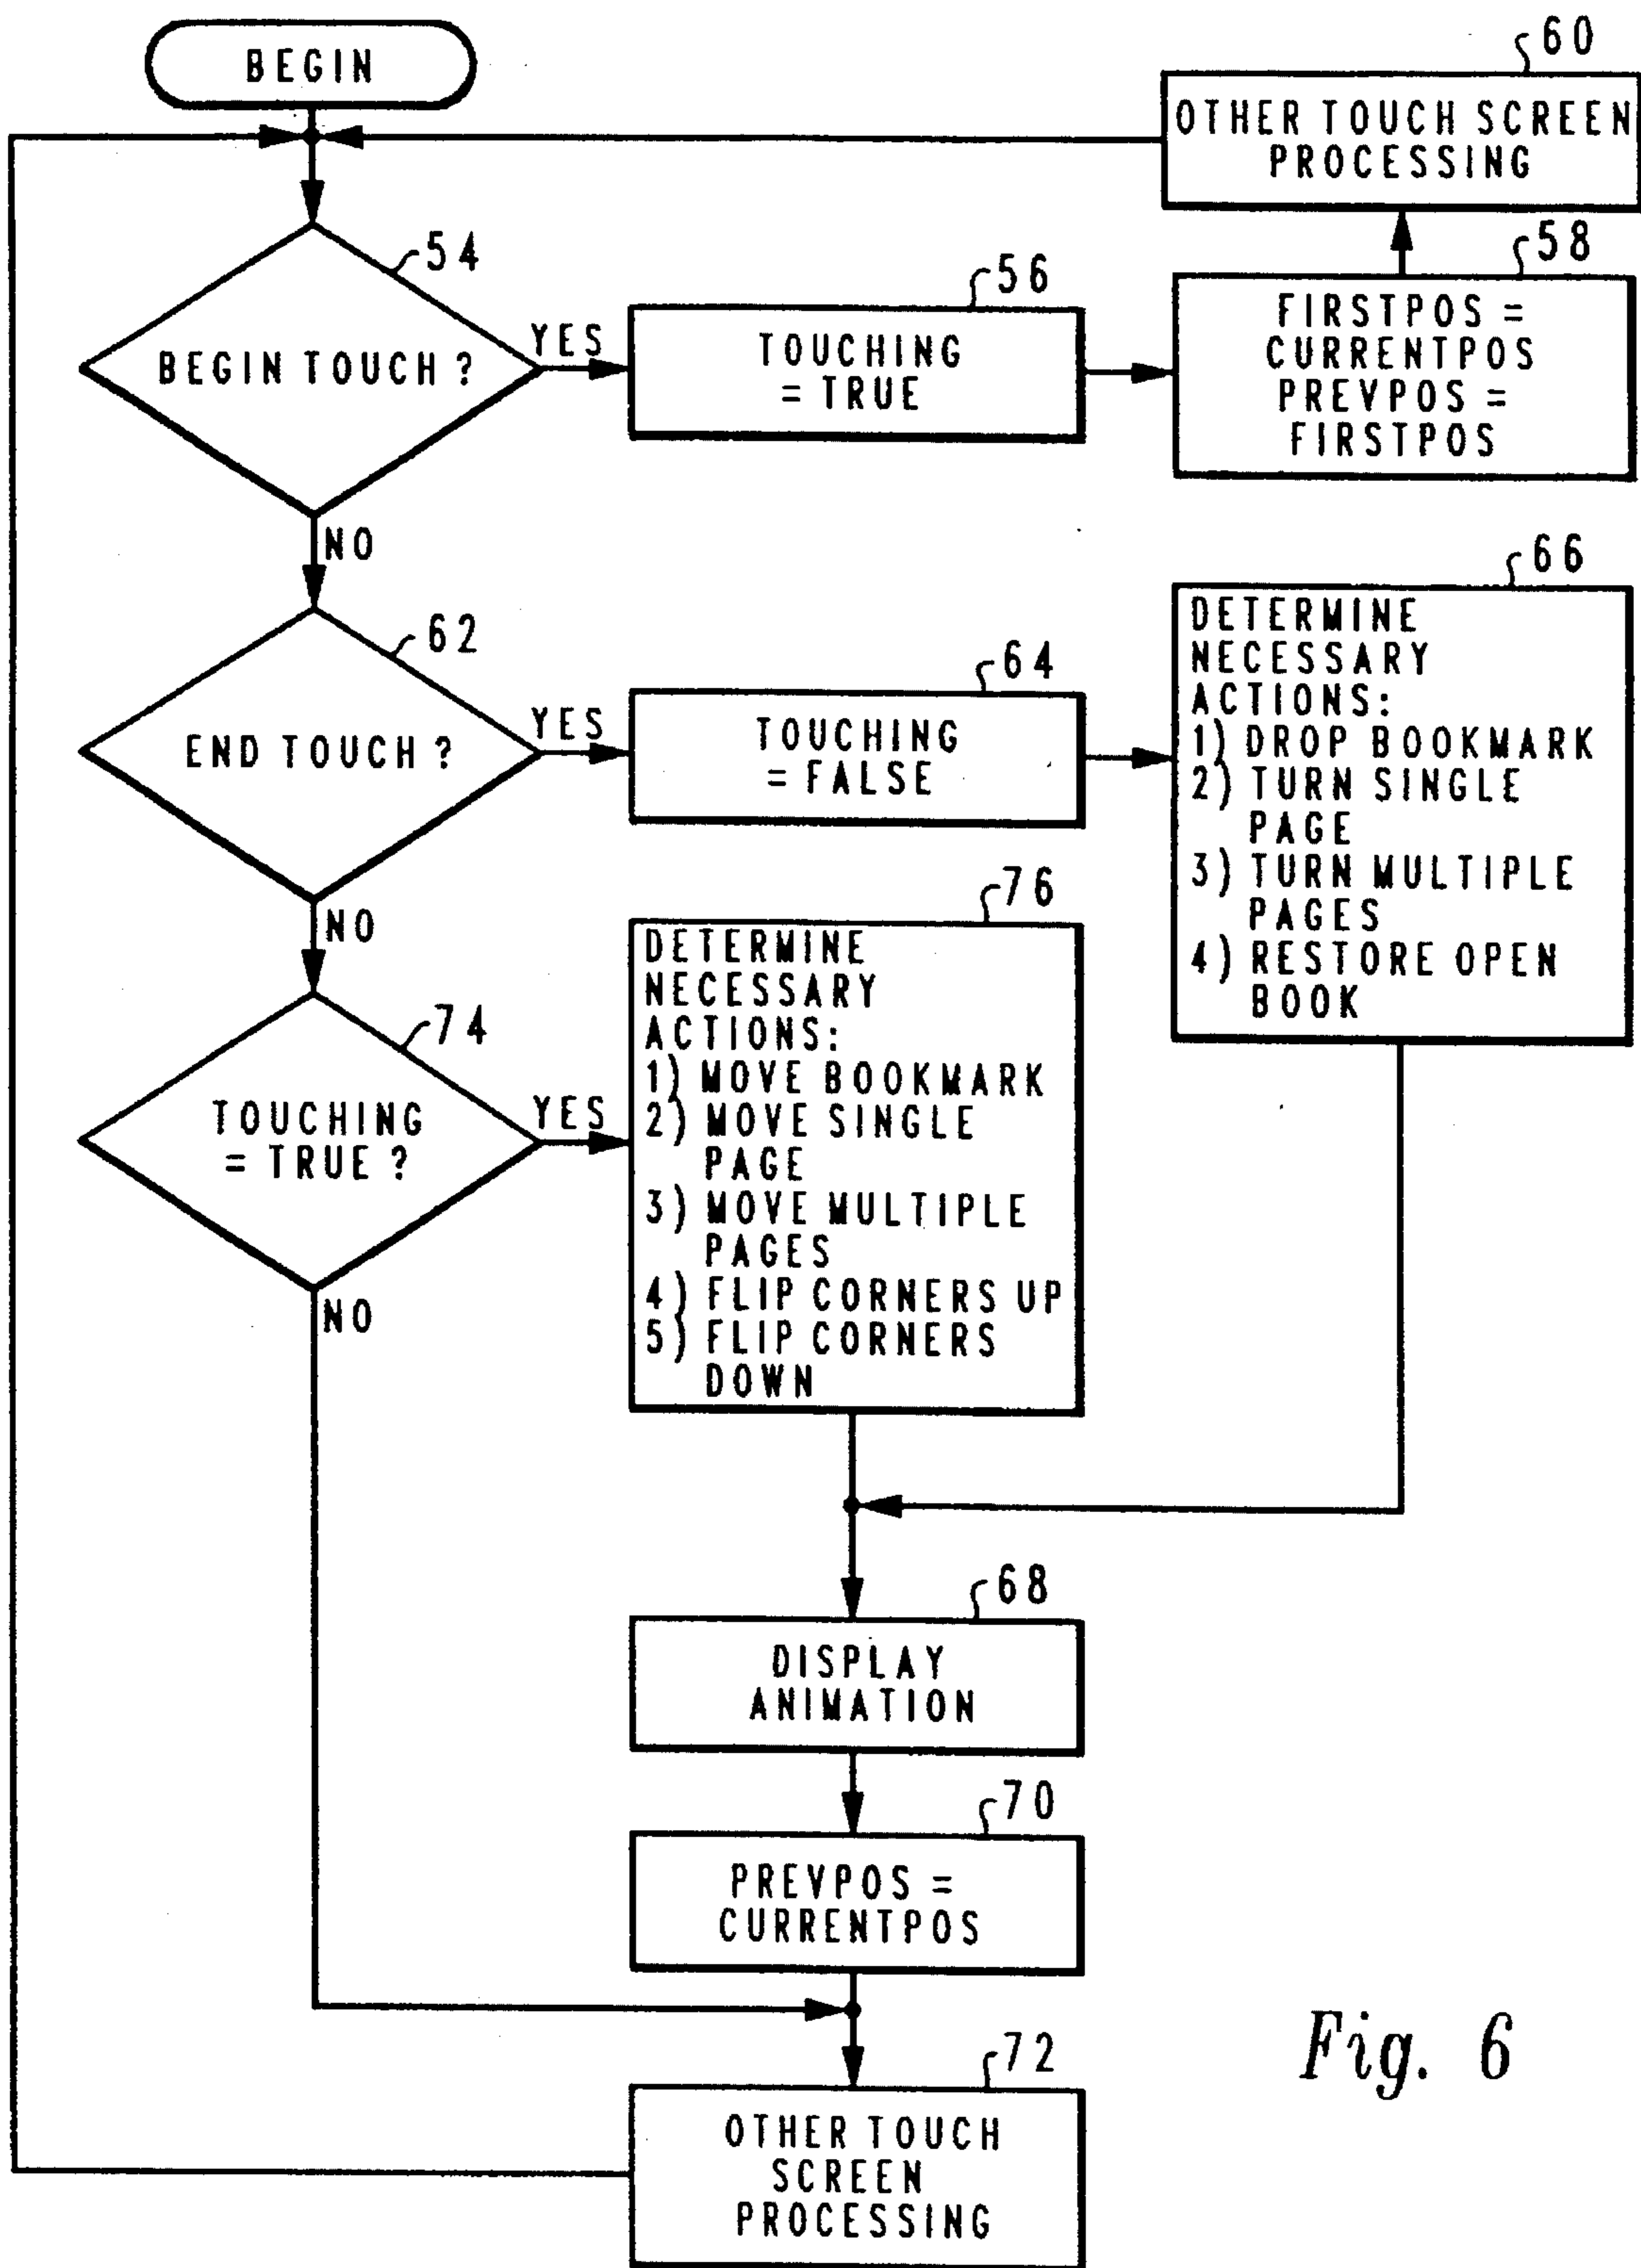 BEGIN
60
OTHER TOUCH SCREEN
PROCESSING
54
BEGIN TOUCH ?
YES
56
TOUCHING
= TRUE
58
FIRSTPOS =
CURRENTPOS
PREVPOS =
FIRSTPOS
NO
62
END TOUCH ?
YES
64
TOUCHING
= FALSE
66
DETERMINE
NECESSARY
ACTIONS:
1) DROP BOOKMARK
2) TURN SINGLE
PAGE
3) TURN MULTIPLE
PAGES
4) RESTORE OPEN
BOOK
NO
74
TOUCHING
= TRUE ?
YES
76
DETERMINE
NECESSARY
ACTIONS:
1) MOVE BOOKMARK
2) MOVE SINGLE
PAGE
3) MOVE MULTIPLE
PAGES
4) FLIP CORNERS UP
5) FLIP CORNERS
DOWN
NO
68
DISPLAY
ANIMATION
70
PREVPOS =
CURRENTPOS
72
OTHER TOUCH
SCREEN
PROCESSING
Fig. 6